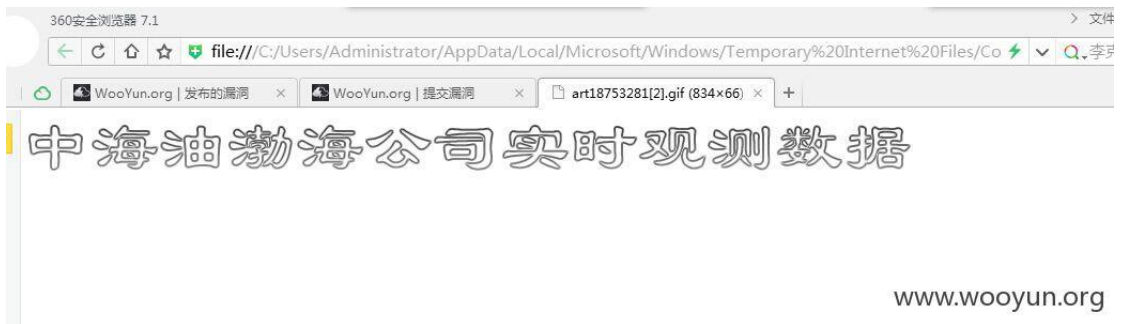 360安全浏览器 7.1
> 文件
file:///C:/Users/Administrator/AppData/Local/Microsoft/Windows/Temporary%20Internet%20Files/Co
WooYun.org | 发布的漏洞 ×
WooYun.org | 提交漏洞 ×
art18753281[2].gif (834×66) × +
中海油渤海公司实时观测数据
www.wooyun.org